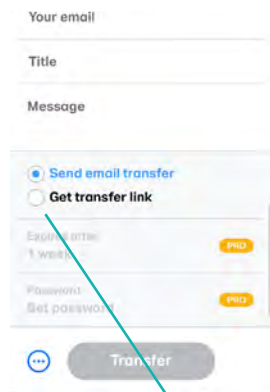 Your email
Title
Message
Send email transfer
Get transfer link
Expires after
1 week
PRO
Password
Set password
PRO
Transfer